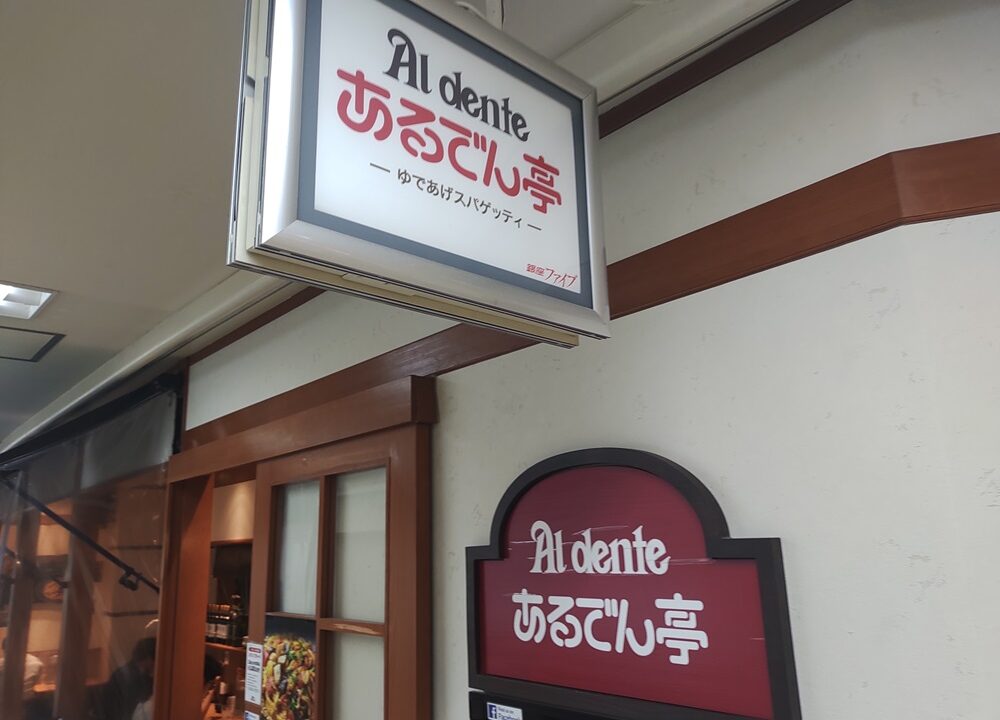 Al dente
あるでん亭
― ゆであげスパゲッティ ―
銀座ファイブ
Al dente
あるでん亭